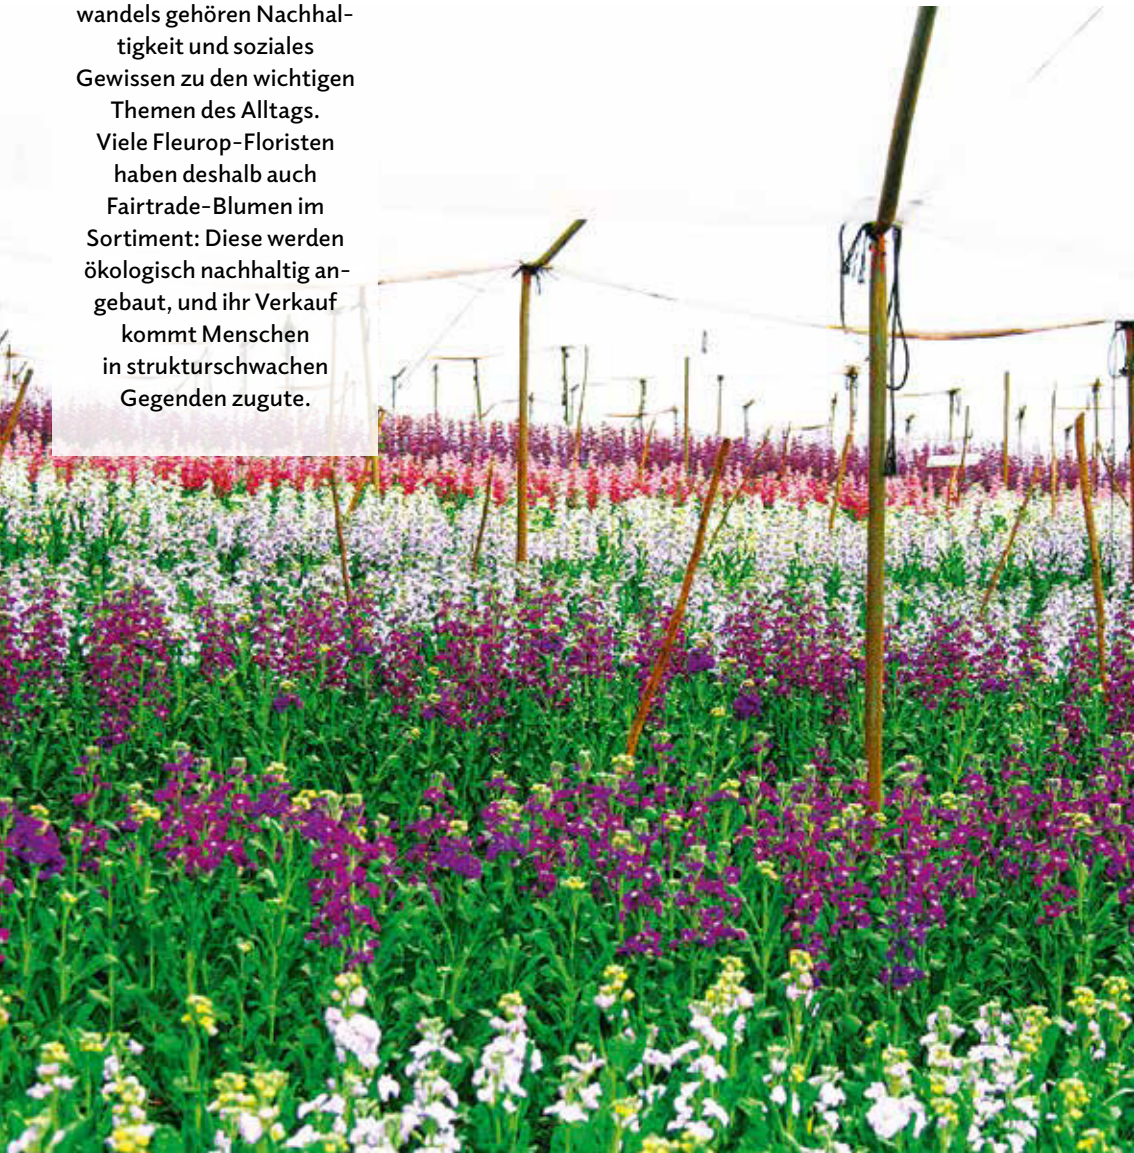 wandels gehören Nachhal-
tigkeit und soziales
Gewissen zu den wichtigen
Themen des Alltags.
Viele Fleurop-Floristen
haben deshalb auch
Fairtrade-Blumen im
Sortiment: Diese werden
ökologisch nachhaltig an-
gebaut, und ihr Verkauf
kommt Menschen
in strukturschwachen
Gegenden zugute.